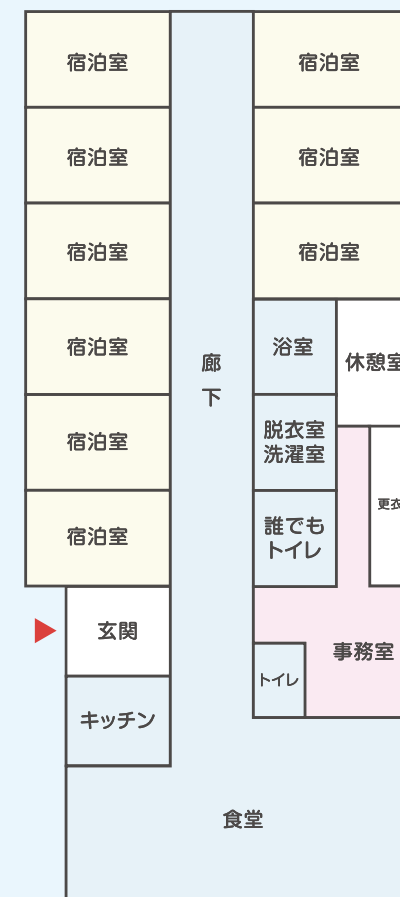 宿泊室
宿泊室
宿泊室
宿泊室
宿泊室
宿泊室
宿泊室
宿泊室
宿泊室
廊
下
浴室
休憩室
脱衣室
洗濯室
更衣
誰でも
トイレ
玄関
事務室
トイレ
キッチン
食堂